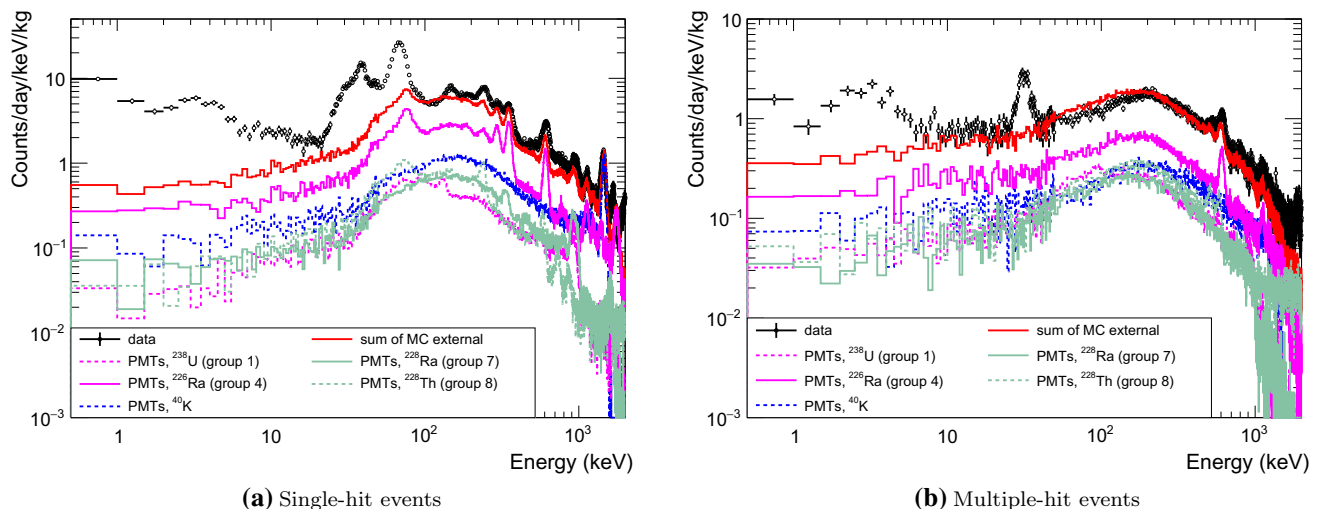 Counts/day/keV/kg
10
1
10⁻¹
10⁻²
10⁻³
data
sum of MC external
PMTs, ²³⁸U (group 1)
PMTs, ²²⁸Ra (group 7)
PMTs, ²²⁶Ra (group 4)
PMTs, ²²⁸Th (group 8)
PMTs, ⁴⁰K
1 10 10² 10³
Energy (keV)
(a) Single-hit events
Counts/day/keV/kg
10
1
10⁻¹
10⁻²
10⁻³
data
sum of MC external
PMTs, ²³⁸U (group 1)
PMTs, ²²⁸Ra (group 7)
PMTs, ²²⁶Ra (group 4)
PMTs, ²²⁸Th (group 8)
PMTs, ⁴⁰K
1 10 10² 10³
Energy (keV)
(b) Multiple-hit events